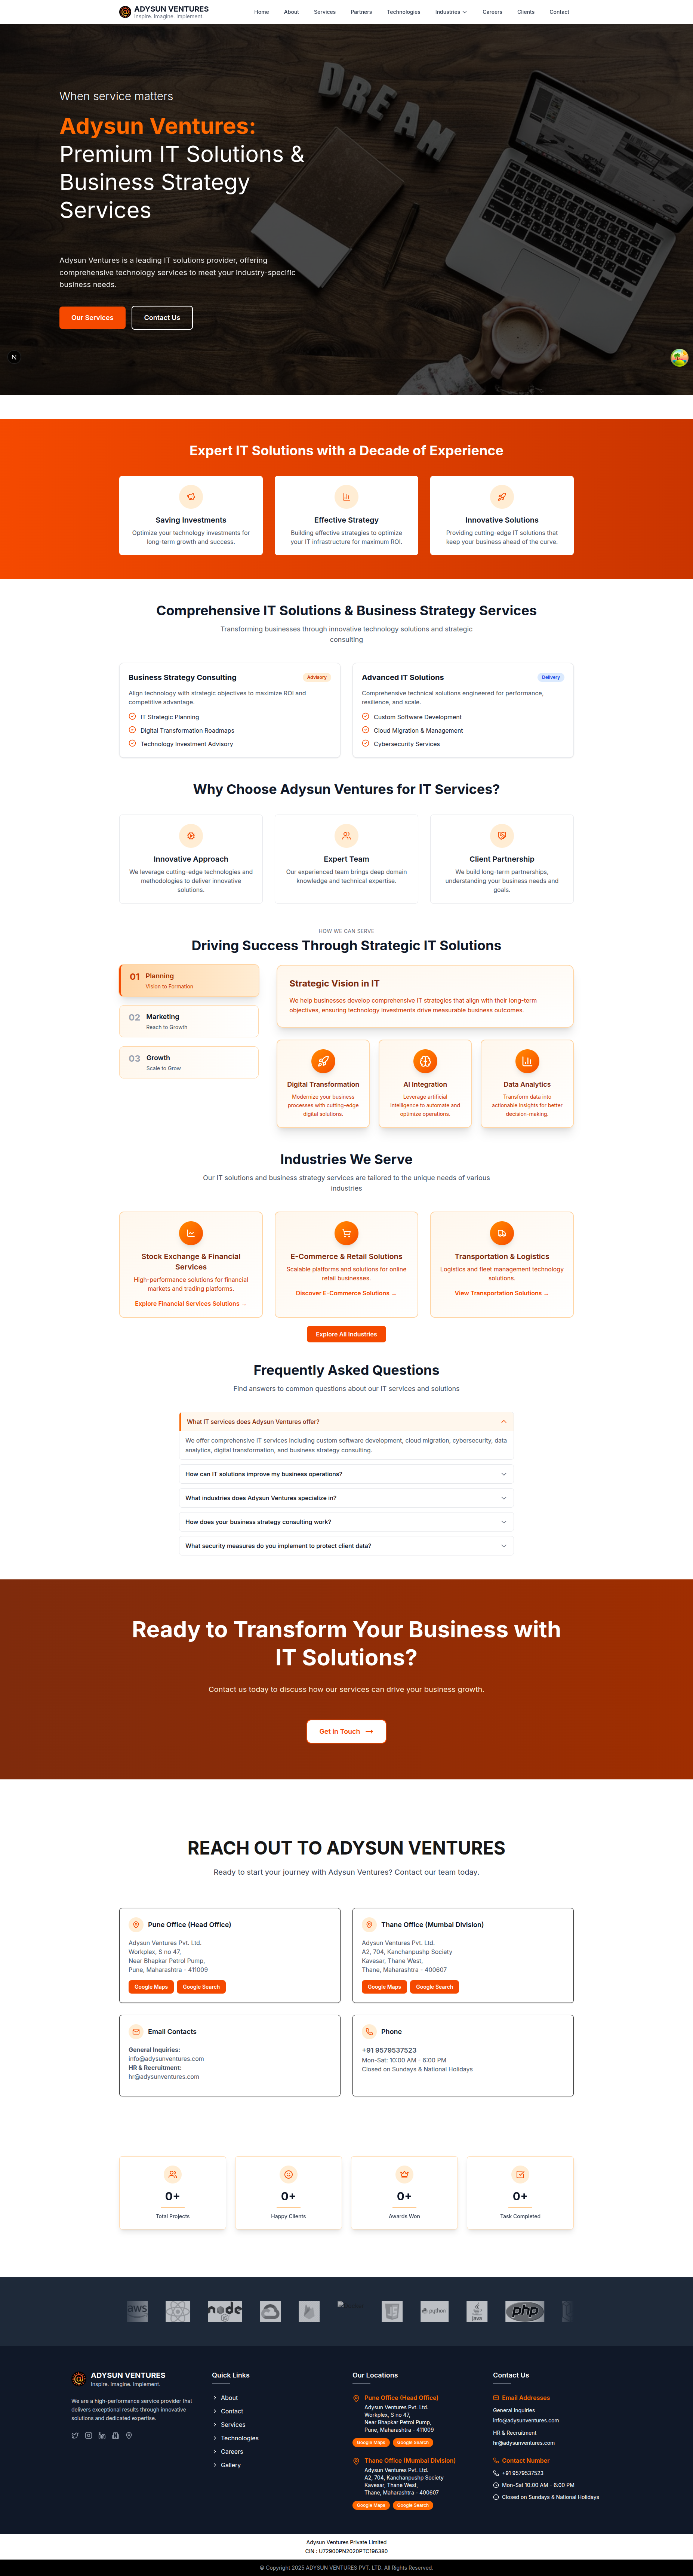 ADYSUN VENTURES
Inspire. Imagine. Implement.
Home About Services Partners Technologies Industries Careers Clients Contact
DREAM
When service matters
Adysun Ventures:
Premium IT Solutions &
Business Strategy
Services
Adysun Ventures is a leading IT solutions provider, offering
comprehensive technology services to meet your industry-specific
business needs.
Our Services Contact Us
N
Expert IT Solutions with a Decade of Experience
Saving Investments
Optimize your technology investments for
long-term growth and success.
Effective Strategy
Building effective strategies to optimize
your IT infrastructure for maximum ROI.
Innovative Solutions
Providing cutting-edge IT solutions that
keep your business ahead of the curve.
Comprehensive IT Solutions & Business Strategy Services
Transforming businesses through innovative technology solutions and strategic
consulting
Business Strategy Consulting Advisory
Align technology with strategic objectives to maximize ROI and
competitive advantage.
IT Strategic Planning
Digital Transformation Roadmaps
Technology Investment Advisory
Advanced IT Solutions Delivery
Comprehensive technical solutions engineered for performance,
resilience, and scale.
Custom Software Development
Cloud Migration & Management
Cybersecurity Services
Why Choose Adysun Ventures for IT Services?
Innovative Approach
We leverage cutting-edge technologies and
methodologies to deliver innovative
solutions.
Expert Team
Our experienced team brings deep domain
knowledge and technical expertise.
Client Partnership
We build long-term partnerships,
understanding your business needs and
goals.
HOW WE CAN SERVE
Driving Success Through Strategic IT Solutions
01 Planning
Vision to Formation
02 Marketing
Reach to Growth
03 Growth
Scale to Grow
Strategic Vision in IT
We help businesses develop comprehensive IT strategies that align with their long-term
objectives, ensuring technology investments drive measurable business outcomes.
Digital Transformation
Modernize your business
processes with cutting-edge
digital solutions.
AI Integration
Leverage artificial
intelligence to automate and
optimize operations.
Data Analytics
Transform data into
actionable insights for better
decision-making.
Industries We Serve
Our IT solutions and business strategy services are tailored to the unique needs of various
industries
Stock Exchange & Financial
Services
High-performance solutions for financial
markets and trading platforms.
Explore Financial Services Solutions →
E-Commerce & Retail Solutions
Scalable platforms and solutions for online
retail businesses.
Discover E-Commerce Solutions →
Transportation & Logistics
Logistics and fleet management technology
solutions.
View Transportation Solutions →
Explore All Industries
Frequently Asked Questions
Find answers to common questions about our IT services and solutions
What IT services does Adysun Ventures offer?
We offer comprehensive IT services including custom software development, cloud migration, cybersecurity, data
analytics, digital transformation, and business strategy consulting.
How can IT solutions improve my business operations?
What industries does Adysun Ventures specialize in?
How does your business strategy consulting work?
What security measures do you implement to protect client data?
Ready to Transform Your Business with
IT Solutions?
Contact us today to discuss how our services can drive your business growth.
Get in Touch →
REACH OUT TO ADYSUN VENTURES
Ready to start your journey with Adysun Ventures? Contact our team today.
Pune Office (Head Office)
Adysun Ventures Pvt. Ltd.
Workplex, S no 47,
Near Bhapkar Petrol Pump,
Pune, Maharashtra - 411009
Google Maps Google Search
Thane Office (Mumbai Division)
Adysun Ventures Pvt. Ltd.
A2, 704, Kanchanpushp Society
Kavesar, Thane West,
Thane, Maharashtra - 400607
Google Maps Google Search
Email Contacts
General Inquiries:
info@adysunventures.com
HR & Recruitment:
hr@adysunventures.com
Phone
+91 9579537523
Mon-Sat: 10:00 AM - 6:00 PM
Closed on Sundays & National Holidays
0+
Total Projects
0+
Happy Clients
0+
Awards Won
0+
Task Completed
aws node python java php
ADYSUN VENTURES
Inspire. Imagine. Implement.
We are a high-performance service provider that
delivers exceptional results through innovative
solutions and dedicated expertise.
Quick Links
About
Contact
Services
Technologies
Careers
Gallery
Our Locations
Pune Office (Head Office)
Adysun Ventures Pvt. Ltd.
Workplex, S no 47,
Near Bhapkar Petrol Pump,
Pune, Maharashtra - 411009
Google Maps Google Search
Thane Office (Mumbai Division)
Adysun Ventures Pvt. Ltd.
A2, 704, Kanchanpushp Society
Kavesar, Thane West,
Thane, Maharashtra - 400607
Google Maps Google Search
Contact Us
Email Addresses
General Inquiries
info@adysunventures.com
HR & Recruitment
hr@adysunventures.com
Contact Number
+91 9579537523
Mon-Sat 10:00 AM - 6:00 PM
Closed on Sundays & National Holidays
Adysun Ventures Private Limited
CIN : U72900PN2020PTC196380
© Copyright 2025 ADYSUN VENTURES PVT. LTD. All Rights Reserved.